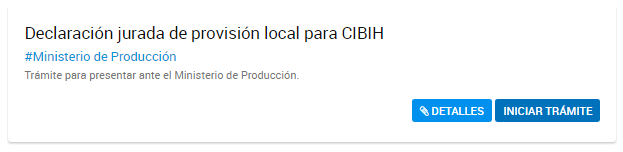 Declaración jurada de provisión local para CIBIH
#Ministerio de Producción
Trámite para presentar ante el Ministerio de Producción.
DETALLES INICIAR TRÁMITE